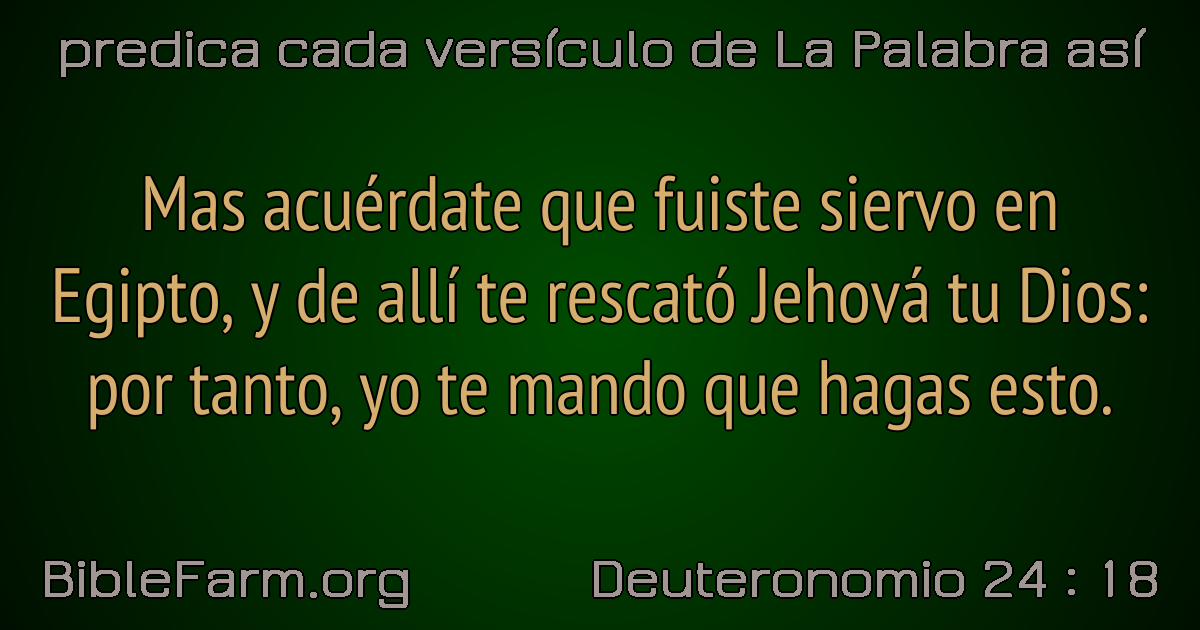 predica cada versículo de La Palabra así
Mas acuérdate que fuiste siervo en
Egipto, y de allí te rescató Jehová tu Dios:
por tanto, yo te mando que hagas esto.
BibleFarm.org
Deuteronomio 24 : 18